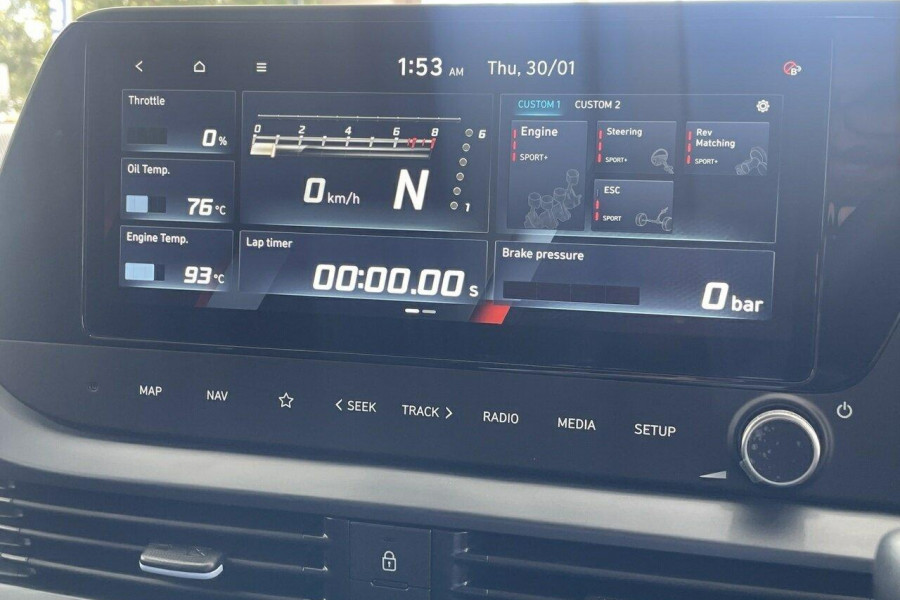 1:53 AM Thu, 30/01
B
Throttle
0 %
Oil Temp.
76 °C
Engine Temp.
93 °C
0 2 4 6 8
0 km/h
N
6
1
Lap timer
00:00.00 s
CUSTOM 1 CUSTOM 2
Engine
SPORT+
Steering
SPORT+
Rev
Matching
SPORT+
ESC
SPORT
Brake pressure
0 bar
MAP NAV SEEK TRACK RADIO MEDIA SETUP